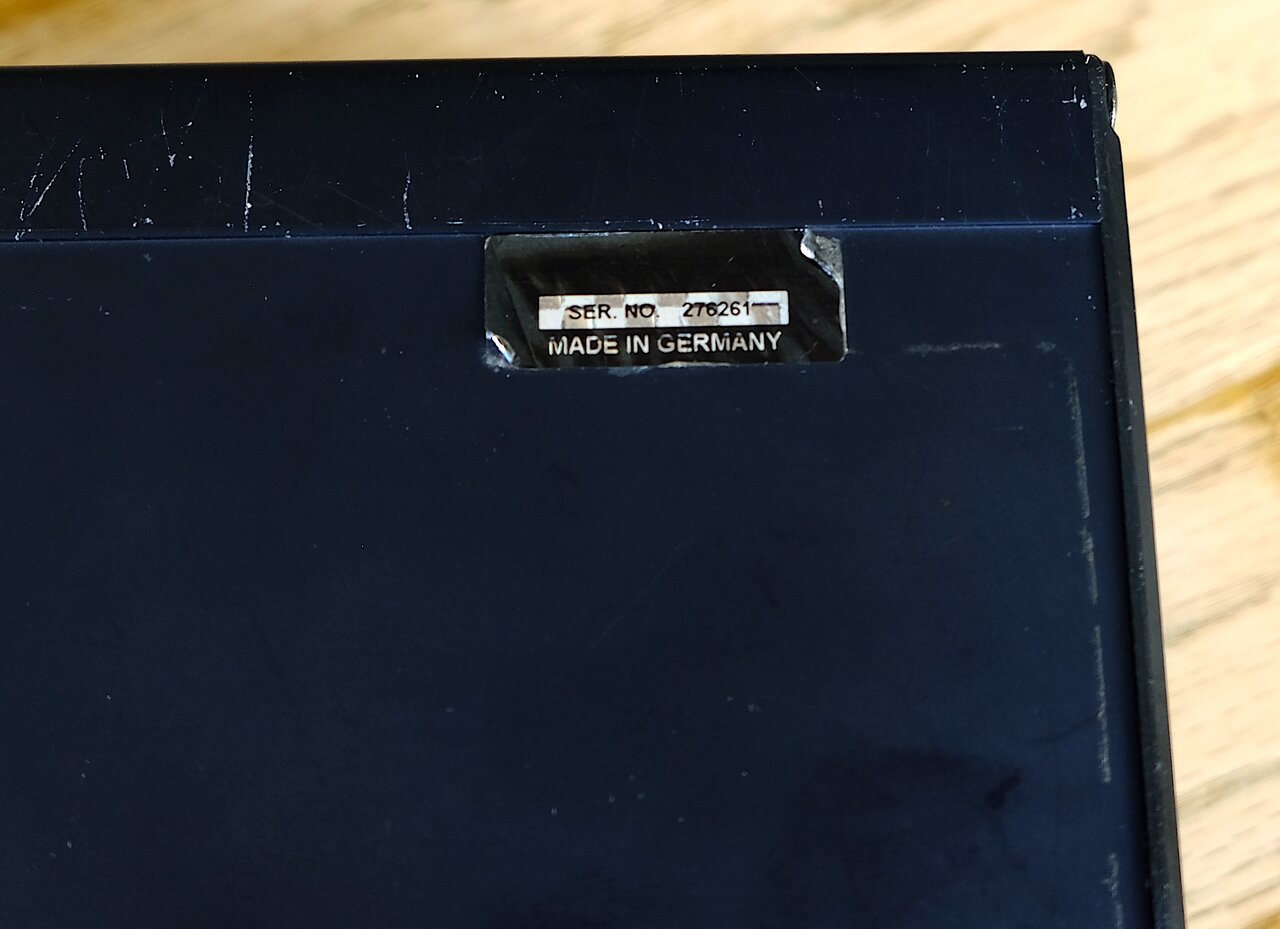 SER. NO. 276261
MADE IN GERMANY